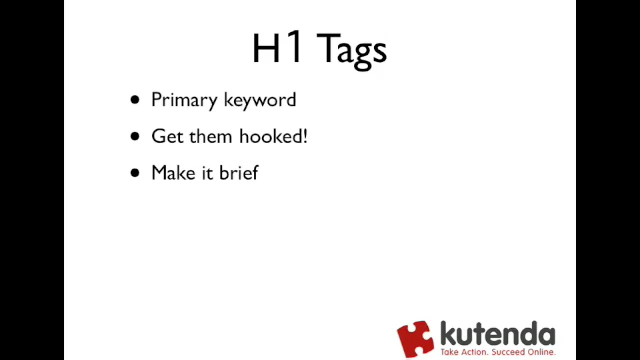 H1 Tags
• Primary keyword
• Get them hooked!
• Make it brief
kutenda
Take Action. Succeed Online.